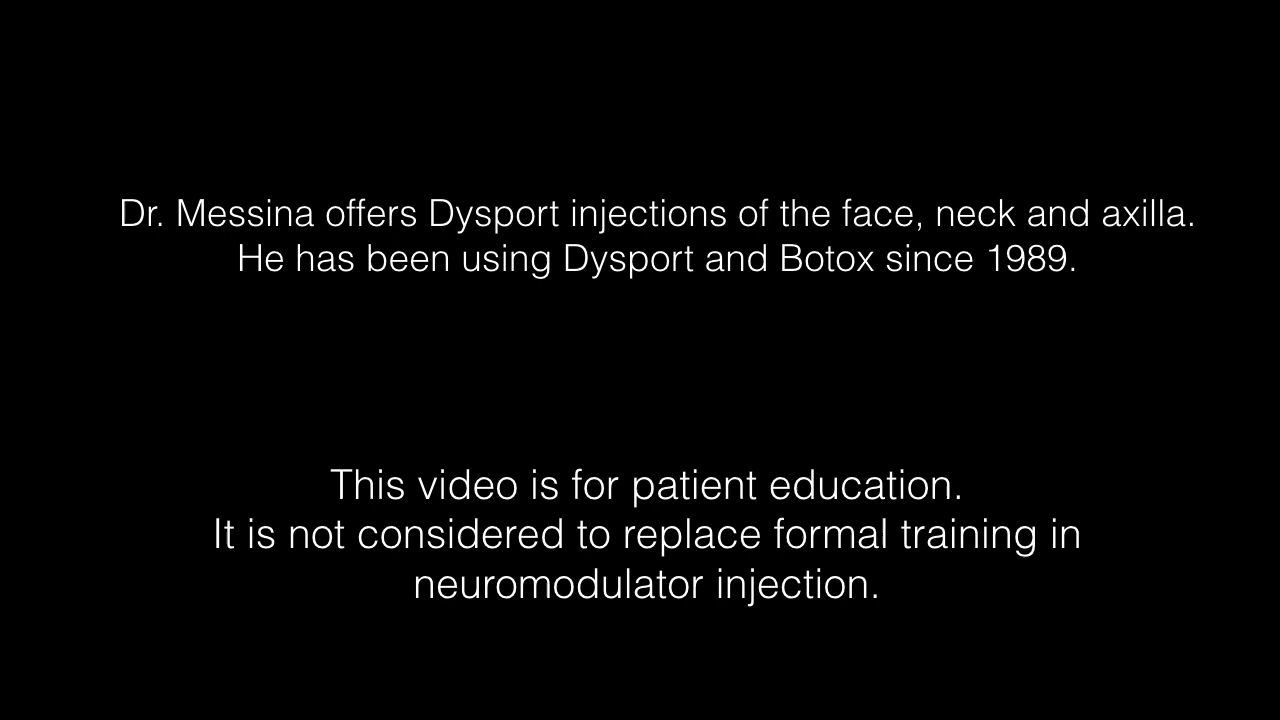 Dr. Messina offers Dysport injections of the face, neck and axilla.
He has been using Dysport and Botox since 1989.
This video is for patient education.
It is not considered to replace formal training in
neuromodulator injection.